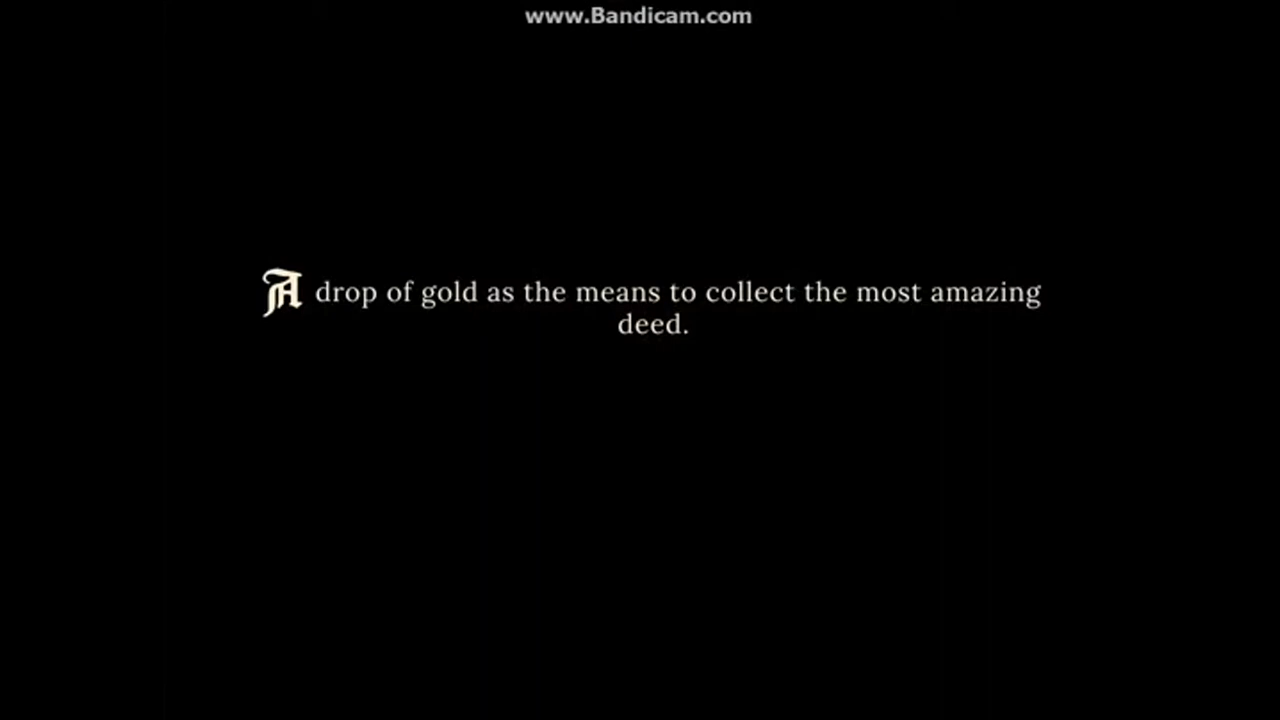 www.Bandicam.com
A drop of gold as the means to collect the most amazing
deed.